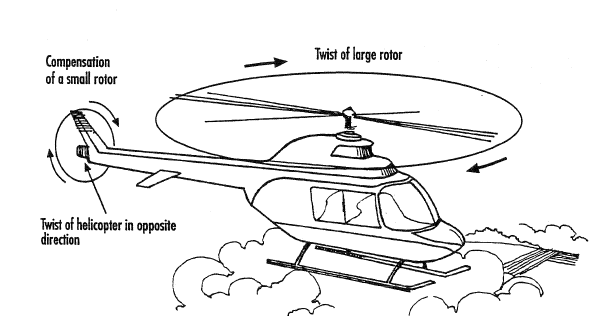 Twist of large rotor
Compensation
of a small rotor
Twist of helicopter in opposite
direction